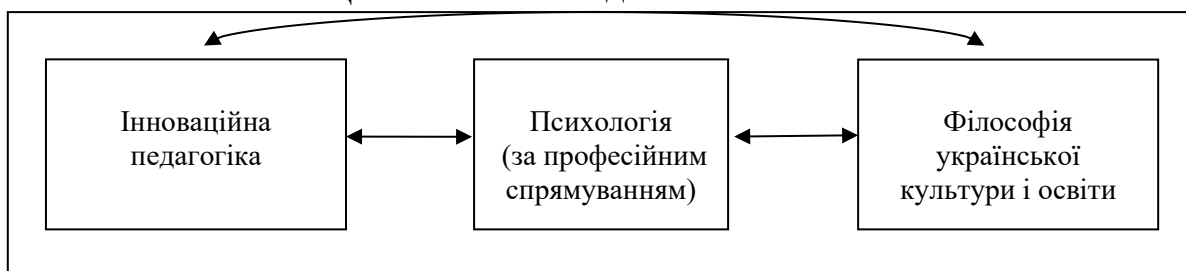 Інноваційна
педагогіка
Психологія
(за професійним
спрямуванням)
Філософія
української
культури і освіти